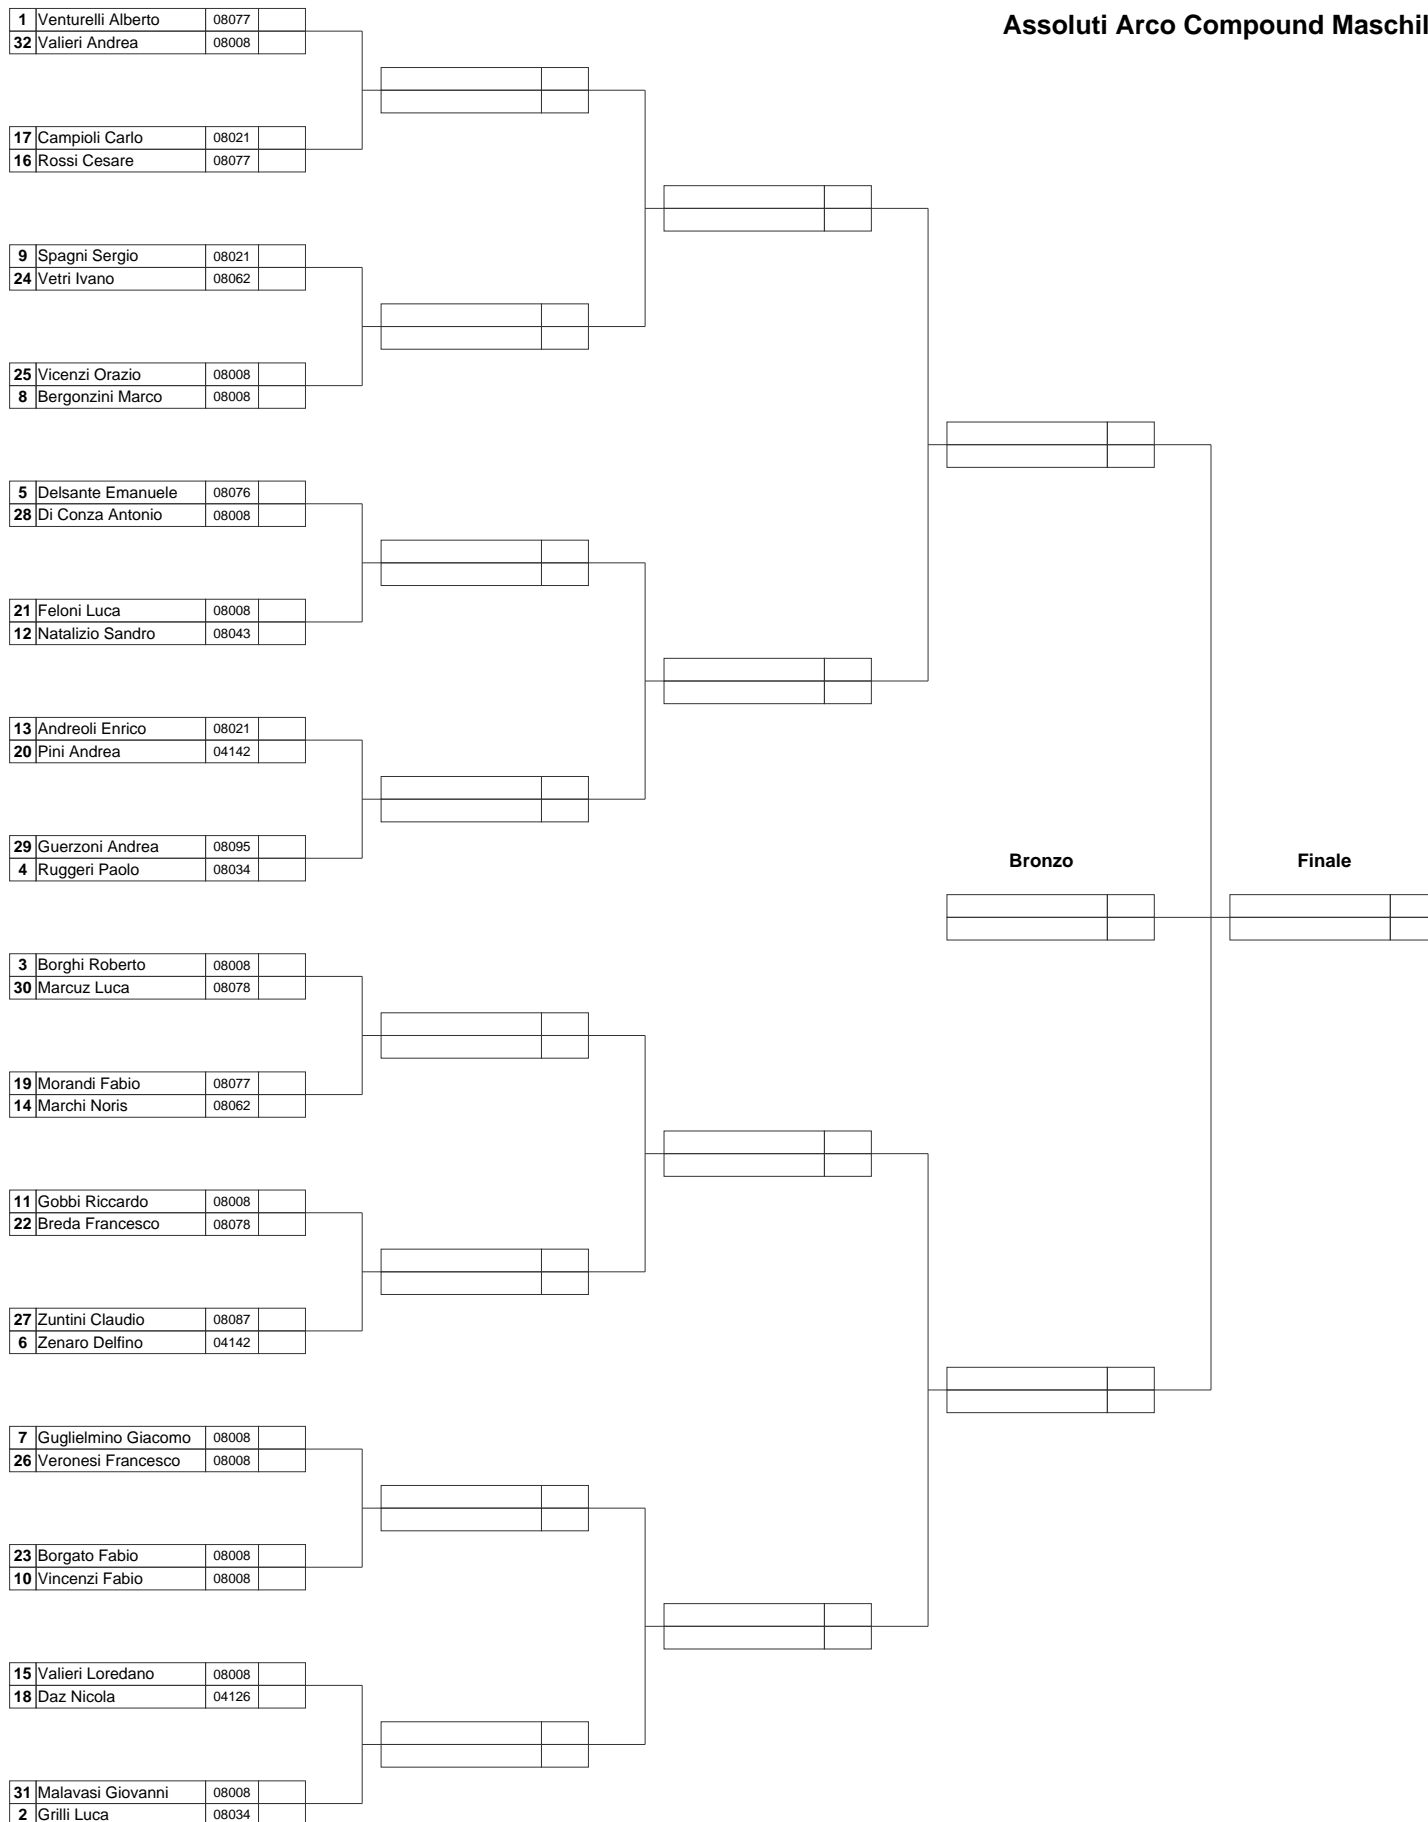 Assoluti Arco Compound Maschil
1 Venturelli Alberto 08077
32 Valieri Andrea 08008
17 Campioli Carlo 08021
16 Rossi Cesare 08077
9 Spagni Sergio 08021
24 Vetri Ivano 08062
25 Vicenzi Orazio 08008
8 Bergonzini Marco 08008
5 Delsante Emanuele 08076
28 Di Conza Antonio 08008
21 Feloni Luca 08008
12 Natalizio Sandro 08043
13 Andreoli Enrico 08021
20 Pini Andrea 04142
29 Guerzoni Andrea 08095
4 Ruggeri Paolo 08034
Bronzo Finale
3 Borghi Roberto 08008
30 Marcuz Luca 08078
19 Morandi Fabio 08077
14 Marchi Noris 08062
11 Gobbi Riccardo 08008
22 Breda Francesco 08078
27 Zuntini Claudio 08087
6 Zenaro Delfino 04142
7 Guglielmino Giacomo 08008
26 Veronesi Francesco 08008
23 Borgato Fabio 08008
10 Vincenzi Fabio 08008
15 Valieri Loredano 08008
18 Daz Nicola 04126
31 Malavasi Giovanni 08008
2 Grilli Luca 08034